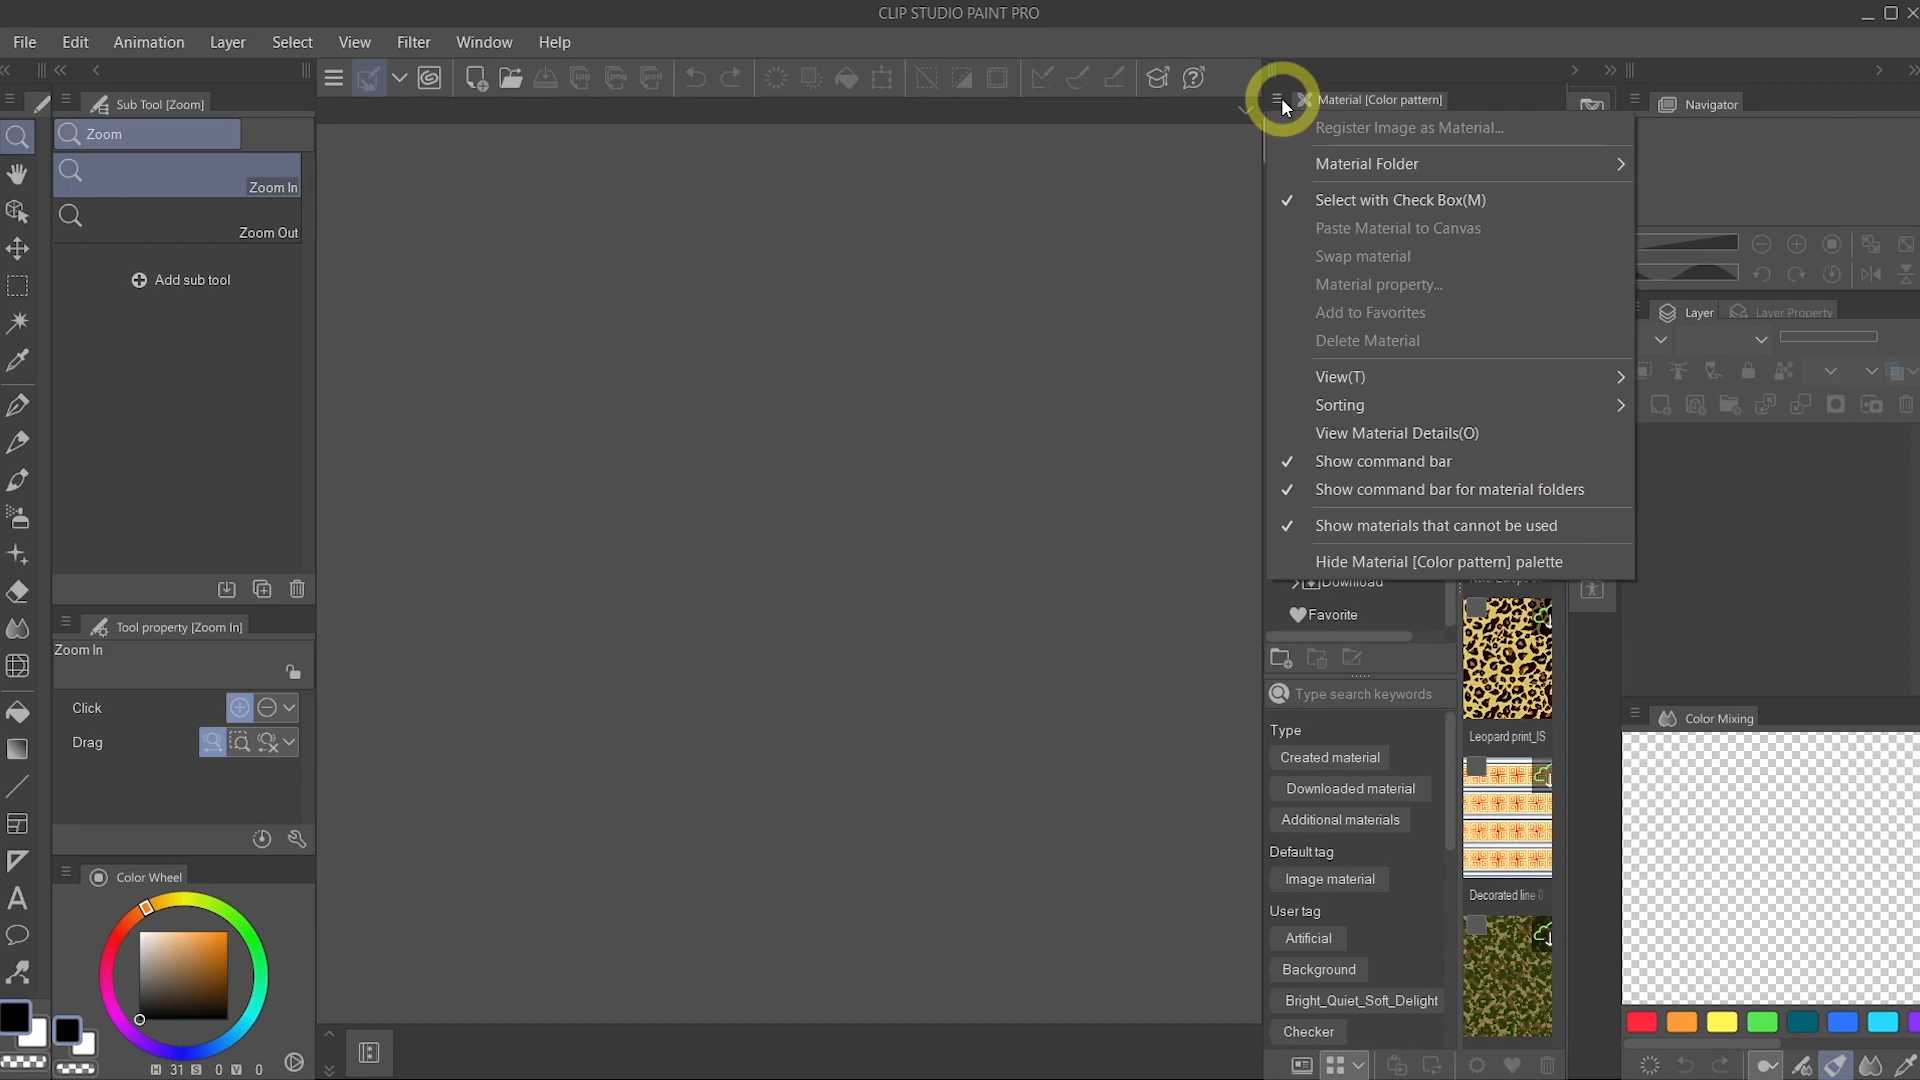 CLIP STUDIO PAINT PRO
File Edit Animation Layer Select View Filter Window Help
Sub Tool [Zoom]
Zoom
Zoom In
Zoom Out
Add sub tool
Tool property [Zoom In]
Zoom In
Click
Drag
Color Wheel
H 31 S 0 V 0
jpg png psd
Material [Color pattern]
Register Image as Material...
Material Folder
Select with Check Box(M)
Paste Material to Canvas
Swap material
Material property...
Add to Favorites
Delete Material
View(T)
Sorting
View Material Details(O)
Show command bar
Show command bar for material folders
Show materials that cannot be used
Hide Material [Color pattern] palette
Download
Favorite
Type search keywords
Type
Created material
Downloaded material
Additional materials
Default tag
Image material
User tag
Artificial
Background
Bright_Quiet_Soft_Delight
Checker
Leopard print_IS
Decorated line
Navigator
Layer
Layer Property
Color Mixing